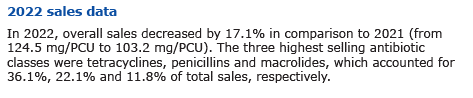 2022 sales data
In 2022, overall sales decreased by 17.1% in comparison to 2021 (from
124.5 mg/PCU to 103.2 mg/PCU). The three highest selling antibiotic
classes were tetracyclines, penicillins and macrolides, which accounted for
36.1%, 22.1% and 11.8% of total sales, respectively.